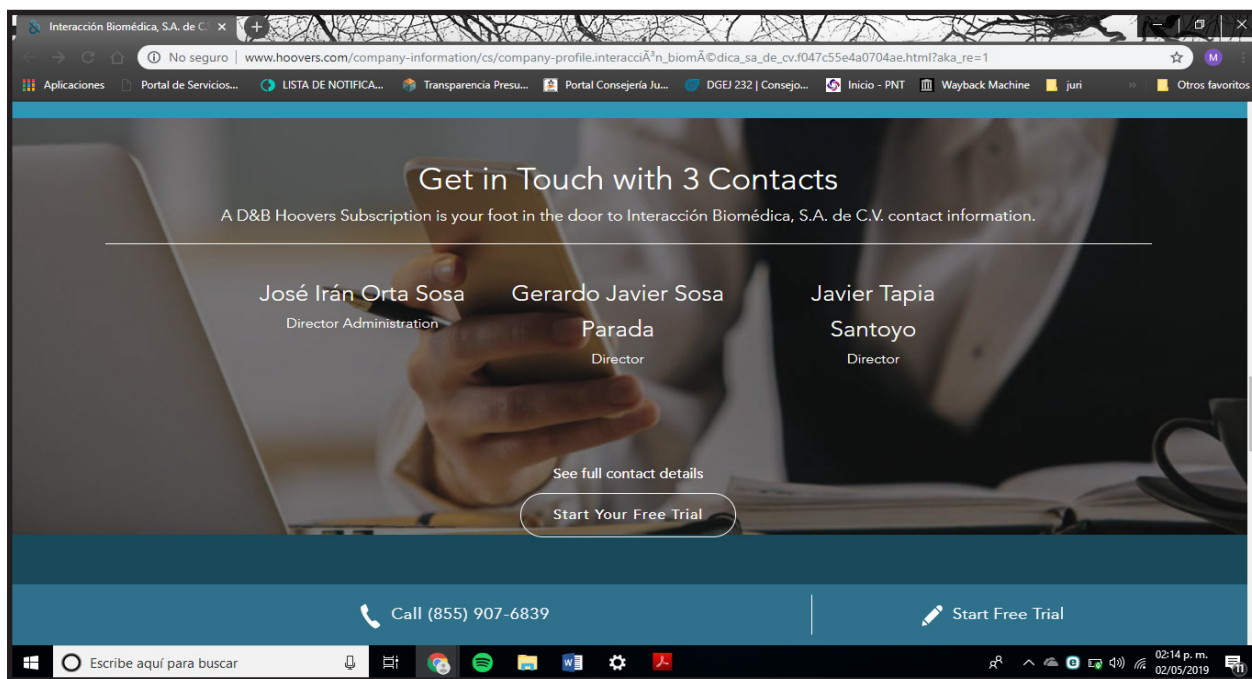 Interacción Biomédica, S.A. de C.
No seguro
www.hoovers.com/company-information/cs/company-profile.interacciÃ³n_biomÃ©dica_sa_de_cv.f047c55e4a0704ae.html?aka_re=1
M
Aplicaciones Portal de Servicios... LISTA DE NOTIFICA... Transparencia Presu... Portal Consejería Ju... DGEJ 232 | Consejo... Inicio - PNT Wayback Machine juri » Otros favoritos
Get in Touch with 3 Contacts
A D&B Hoovers Subscription is your foot in the door to Interacción Biomédica, S.A. de C.V. contact information.
José Irán Orta Sosa
Director Administration
Gerardo Javier Sosa
Parada
Director
Javier Tapia
Santoyo
Director
See full contact details
Start Your Free Trial
Call (855) 907-6839
Start Free Trial
Escribe aquí para buscar
02:14 p. m.
02/05/2019
11